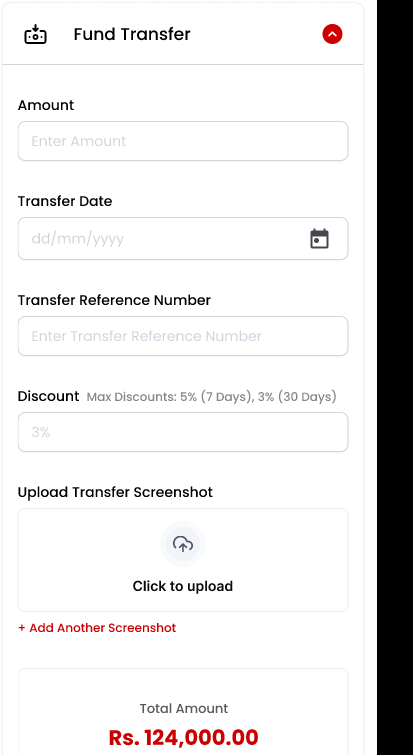 Fund Transfer
Amount
Enter Amount
Transfer Date
dd/mm/yyyy
Transfer Reference Number
Enter Transfer Reference Number
Discount Max Discounts: 5% (7 Days), 3% (30 Days)
3%
Upload Transfer Screenshot
Click to upload
+ Add Another Screenshot
Total Amount
Rs. 124,000.00